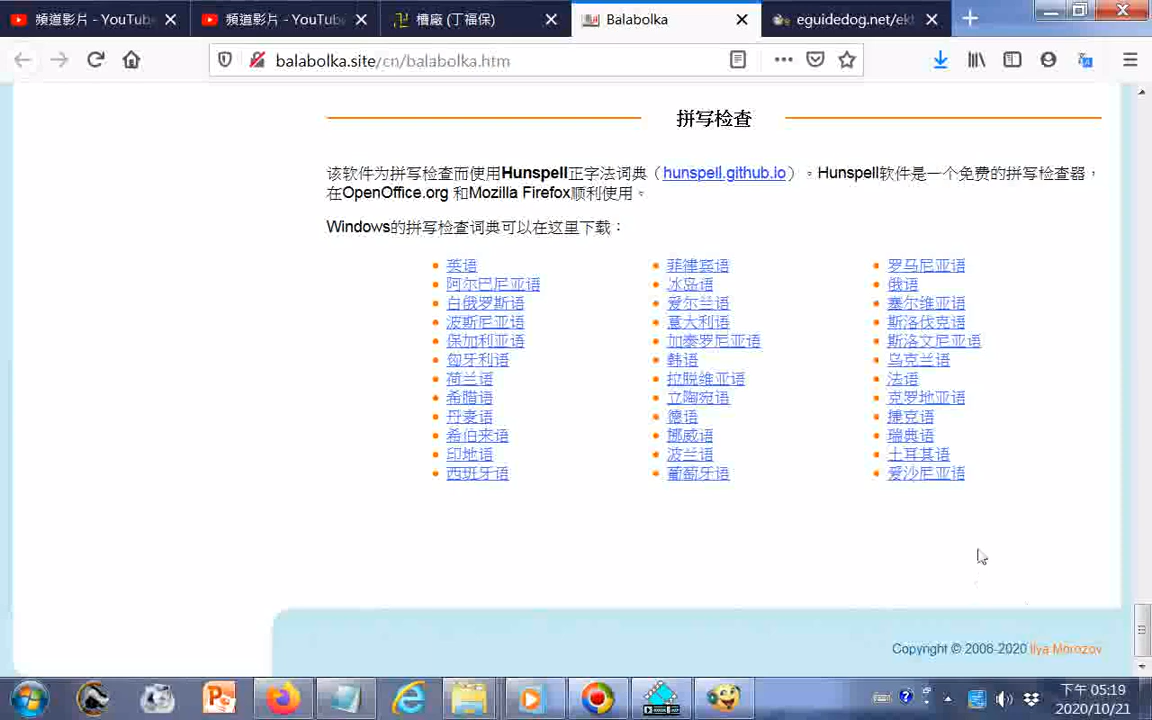 頻道影片 - YouTube
頻道影片 - YouTube
槽廠 (丁福保)
Balabolka
eguidedog.net/ekt
balabolka.site/cn/balabolka.htm
拼写检查
该软件为拼写检查而使用Hunspell正字法词典（hunspell.github.io）。Hunspell软件是一个免费的拼写检查器，
在OpenOffice.org 和Mozilla Firefox顺利使用。
Windows的拼写检查词典可以在这里下载：
英语
阿尔巴尼亚语
白俄罗斯语
波斯尼亚语
保加利亚语
匈牙利语
荷兰语
希腊语
丹麦语
希伯来语
印地语
西班牙语
菲律宾语
冰岛语
爱尔兰语
意大利语
加泰罗尼亚语
韩语
拉脱维亚语
立陶宛语
德语
挪威语
波兰语
葡萄牙语
罗马尼亚语
俄语
塞尔维亚语
斯洛伐克语
斯洛文尼亚语
乌克兰语
法语
克罗地亚语
捷克语
瑞典语
土耳其语
爱沙尼亚语
Copyright © 2006-2020 Ilya Morozov
下午 05:19
2020/10/21